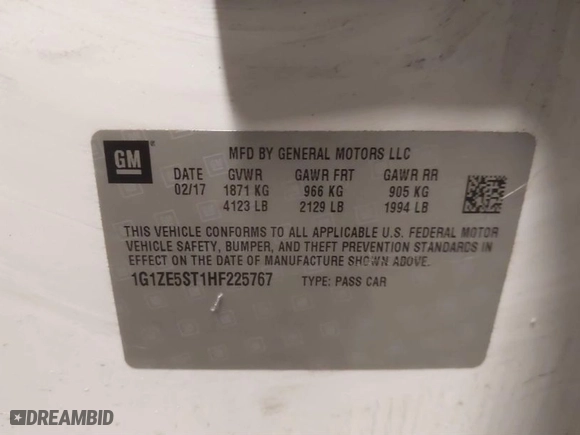 GM
MFD BY GENERAL MOTORS LLC
DATE GVWR GAWR FRT GAWR RR
02/17 1871 KG 966 KG 905 KG
4123 LB 2129 LB 1994 LB
THIS VEHICLE CONFORMS TO ALL APPLICABLE U.S. FEDERAL MOTOR
VEHICLE SAFETY, BUMPER, AND THEFT PREVENTION STANDARDS IN
EFFECT ON THE DATE OF MANUFACTURE SHOWN ABOVE.
1G1ZE5ST1HF225767 TYPE: PASS CAR
DREAMBID